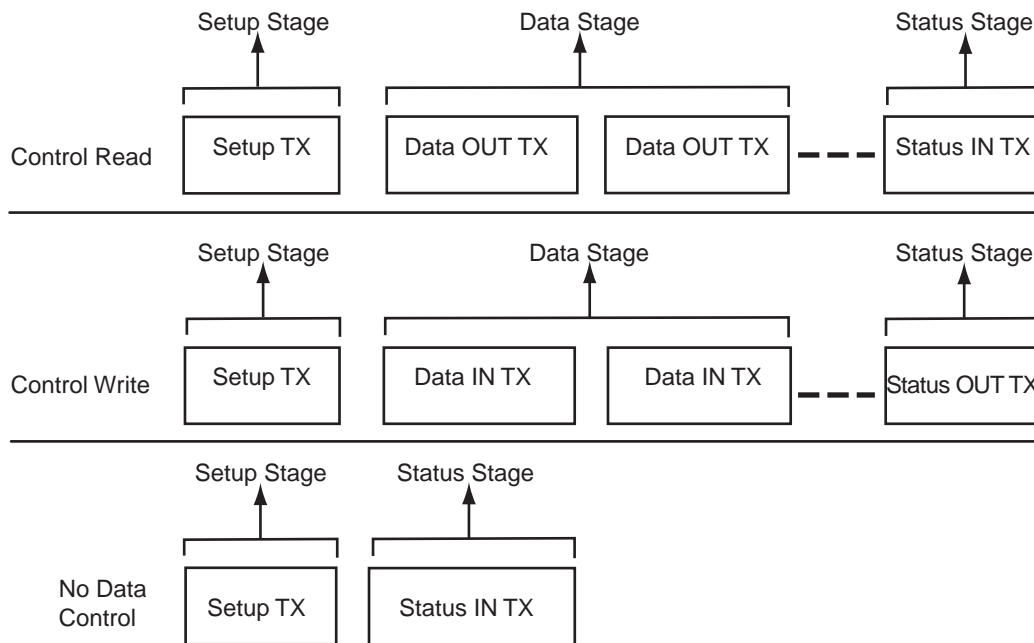 Setup Stage Data Stage Status Stage
Control Read Setup TX Data OUT TX Data OUT TX Status IN TX
Setup Stage Data Stage Status Stage
Control Write Setup TX Data IN TX Data IN TX Status OUT TX
Setup Stage Status Stage
No Data
Control Setup TX Status IN TX